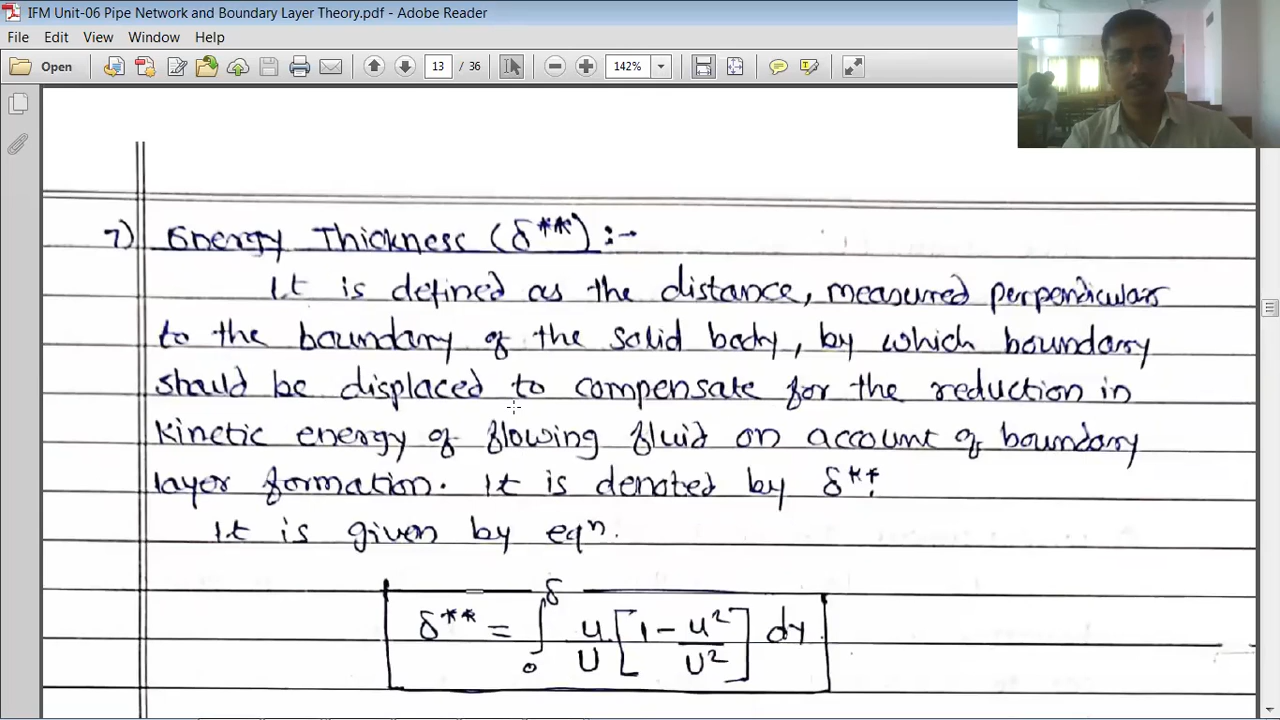 IFM Unit-06 Pipe Network and Boundary Layer Theory.pdf - Adobe Reader
File Edit View Window Help
Open 13 / 36 142%
7) Energy Thickness (δ**) :-
It is defined as the distance, measured perpendicular
to the boundary of the solid body, by which boundary
should be displaced to compensate for the reduction in
kinetic energy of flowing fluid on account of boundary
layer formation. It is denoted by δ**.
It is given by eqn.
δ** = ∫₀^δ u/U [1 - u²/U²] dy